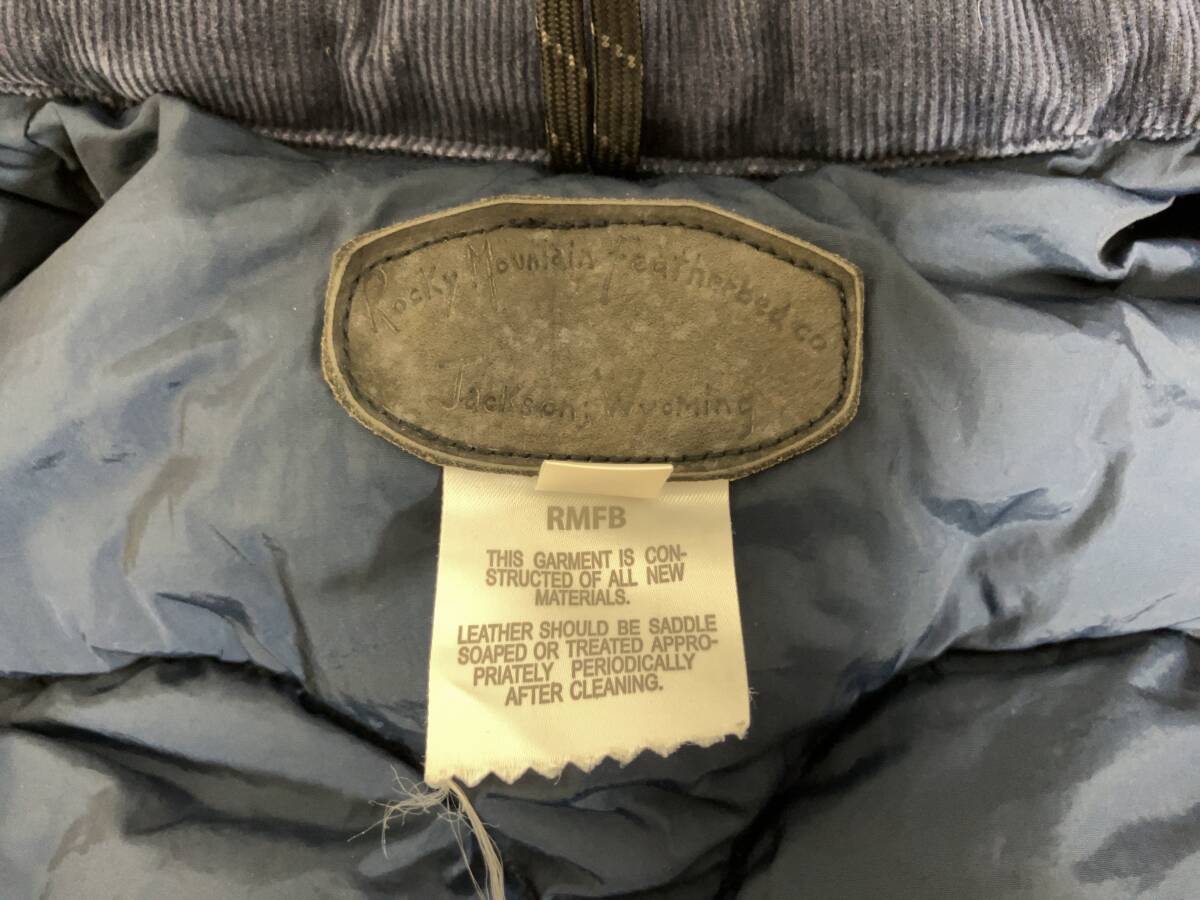 Rocky Mountain Featherbed co
Jackson; Wyoming
RMFB
THIS GARMENT IS CON-
STRUCTED OF ALL NEW
MATERIALS.
LEATHER SHOULD BE SADDLE
SOAPED OR TREATED APPRO-
PRIATELY PERIODICALLY
AFTER CLEANING.